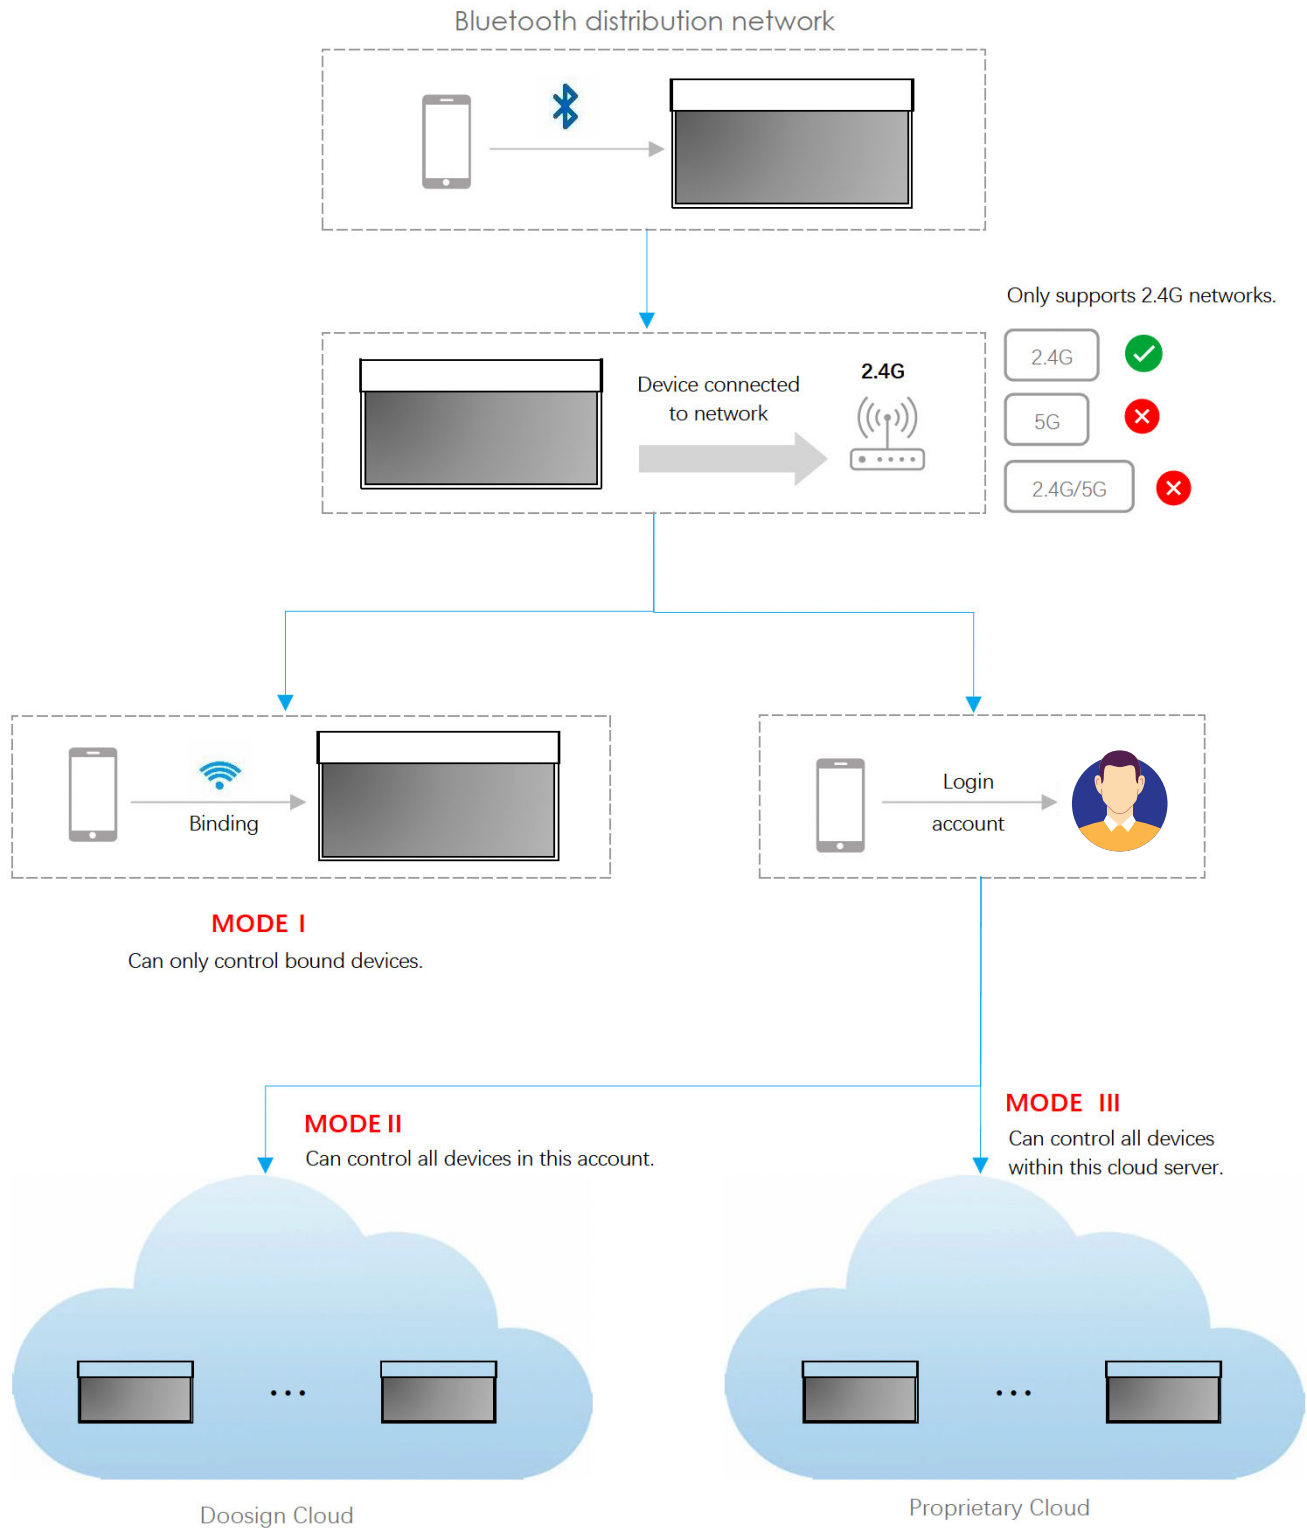 Bluetooth distribution network
Only supports 2.4G networks.
2.4G
Device connected
to network
2.4G
5G
2.4G/5G
Binding
Login
account
MODE I
Can only control bound devices.
MODE II
Can control all devices in this account.
MODE III
Can control all devices
within this cloud server.
Doosign Cloud
Proprietary Cloud